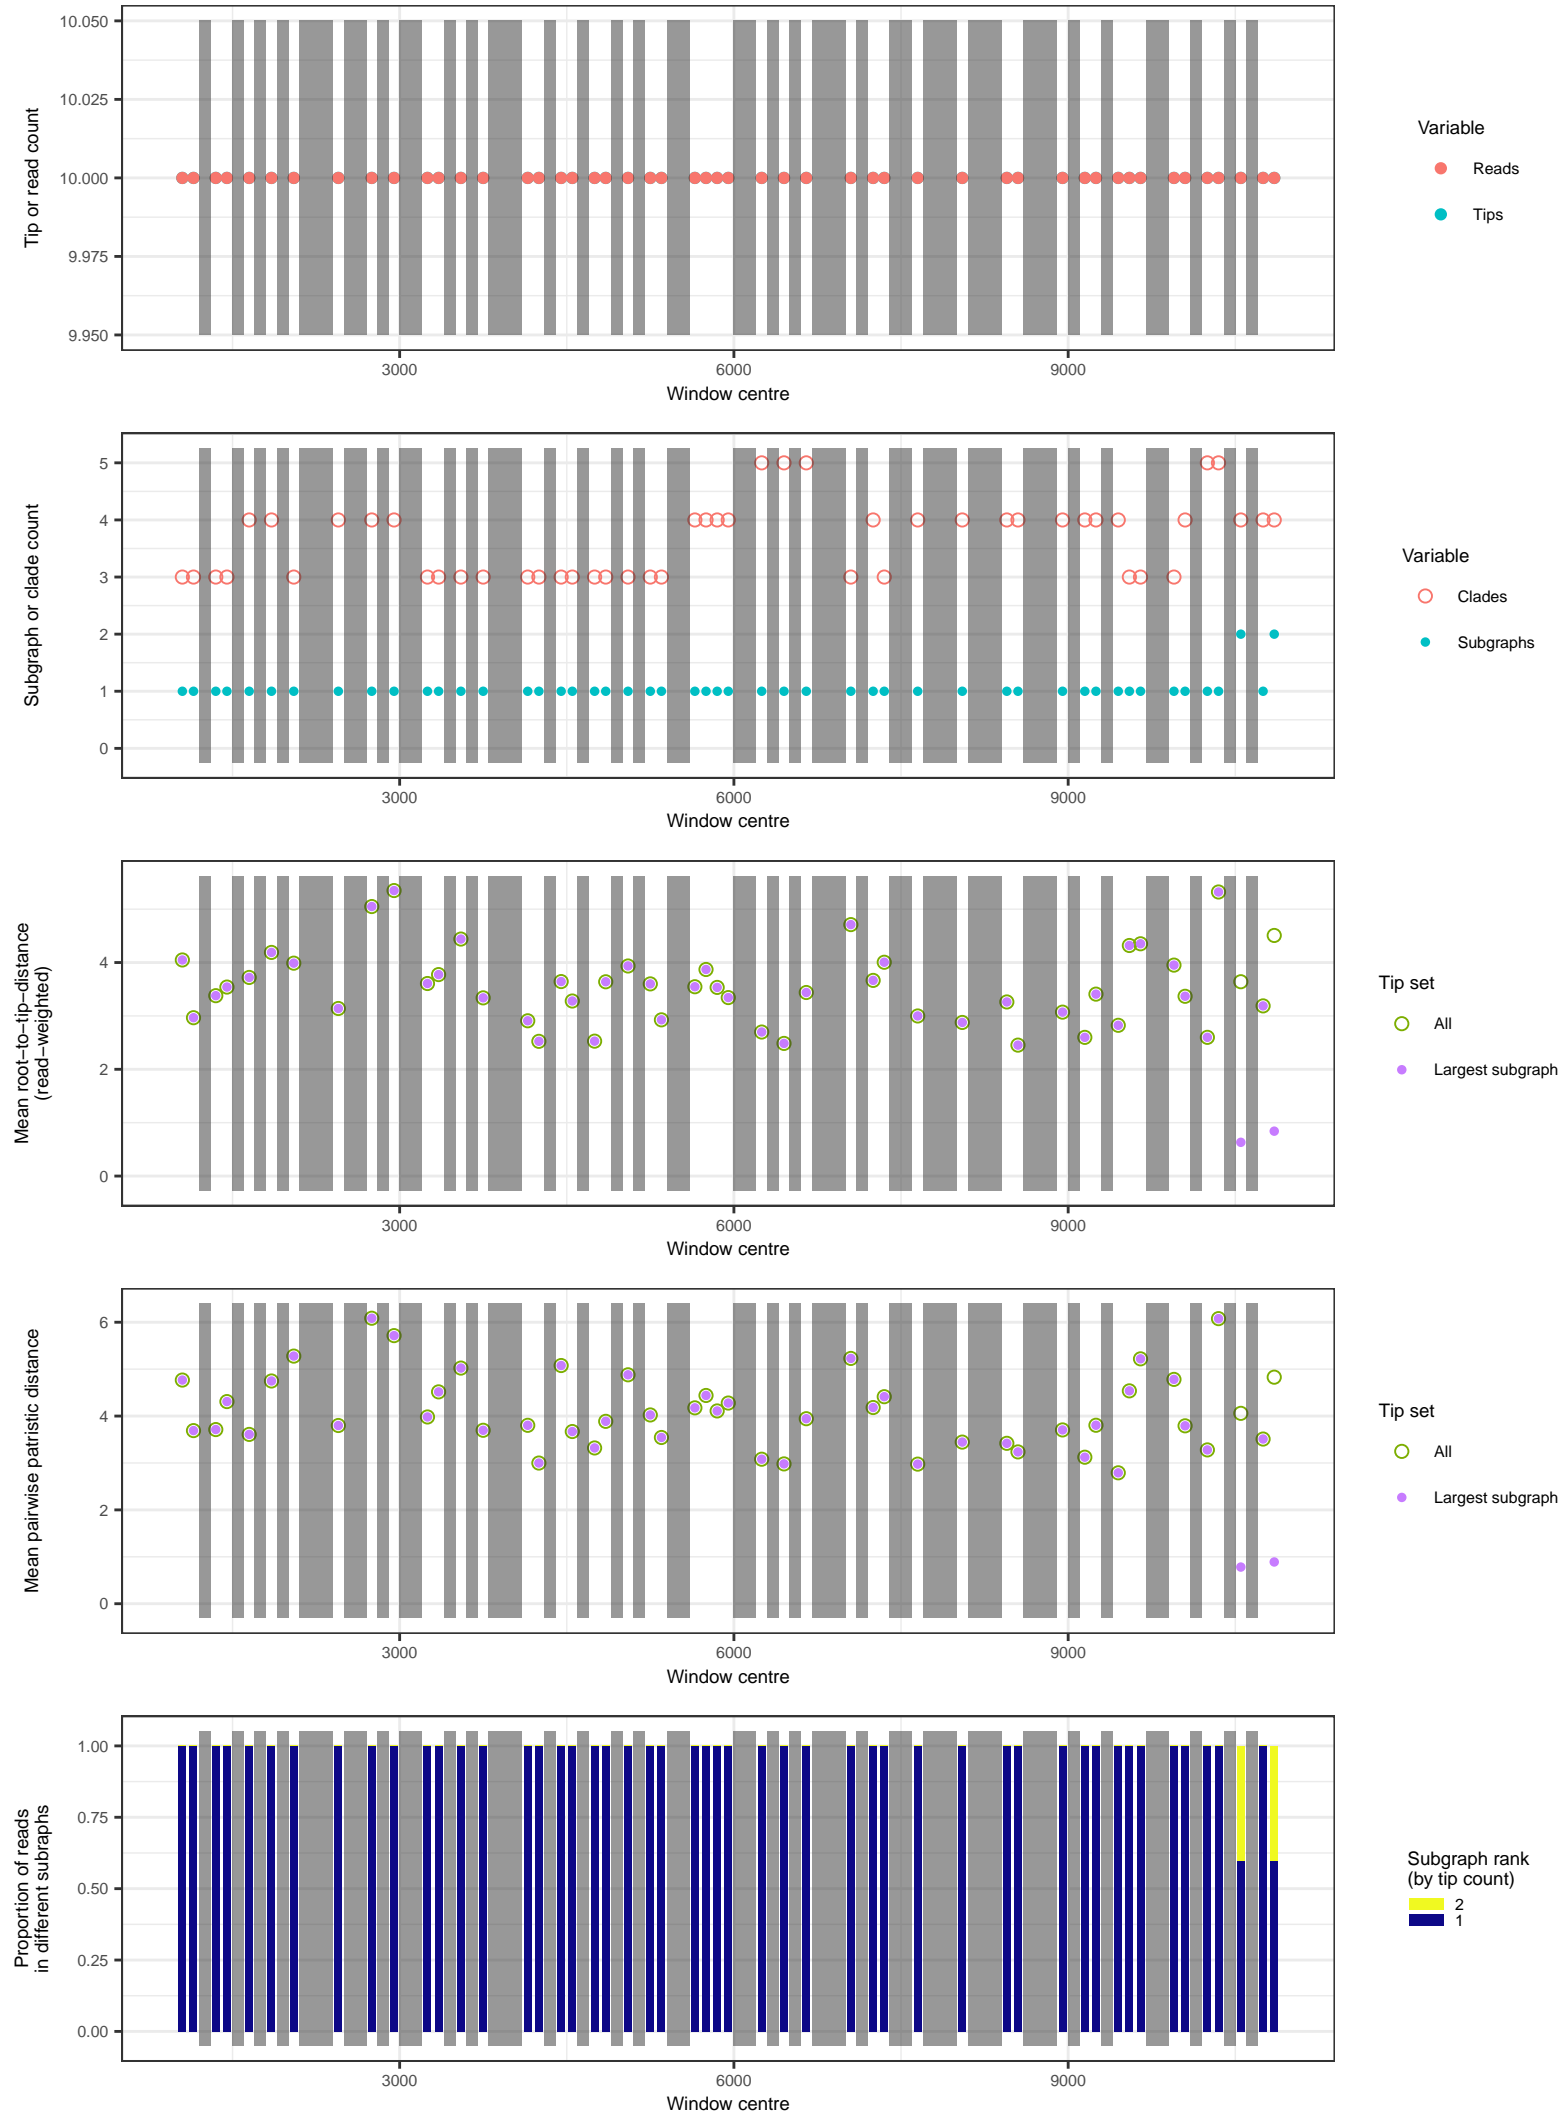 10.050
10.025
10.000
9.975
9.950
Tip or read count
3000 6000 9000
Window centre
Variable
Reads
Tips
5
4
3
2
1
0
Subgraph or clade count
3000 6000 9000
Window centre
Variable
Clades
Subgraphs
4
2
0
Mean root−to−tip−distance
(read−weighted)
3000 6000 9000
Window centre
Tip set
All
Largest subgraph
6
4
2
0
Mean pairwise patristic distance
3000 6000 9000
Window centre
Tip set
All
Largest subgraph
1.00
0.75
0.50
0.25
0.00
Proportion of reads
in different subraphs
3000 6000 9000
Window centre
Subgraph rank
(by tip count)
2
1